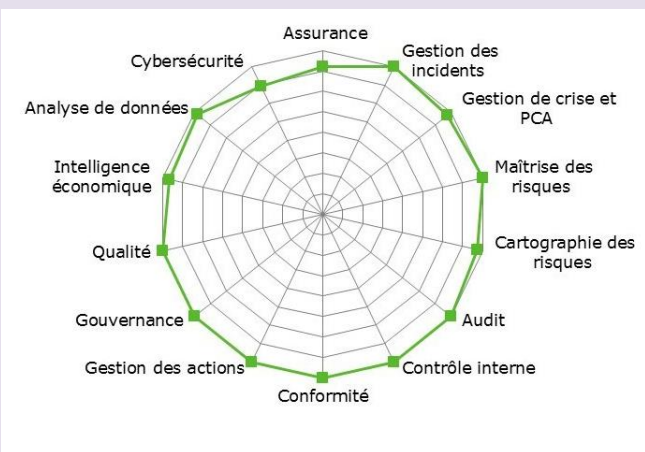 Assurance
Gestion des
incidents
Gestion de crise et
PCA
Maîtrise des
risques
Cartographie des
risques
Audit
Contrôle interne
Conformité
Gestion des actions
Gouvernance
Qualité
Intelligence
économique
Analyse de données
Cybersécurité